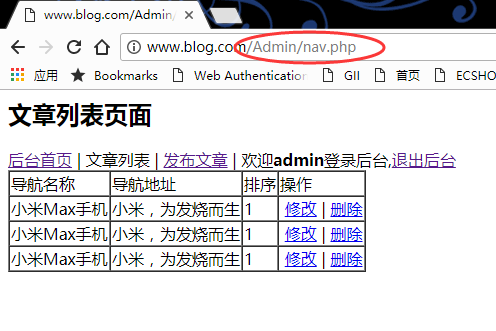 www.blog.com/Admin/
www.blog.com/Admin/nav.php
应用 Bookmarks Web Authentication GII 首页 ECSHO
文章列表页面
后台首页 | 文章列表 | 发布文章 | 欢迎admin登录后台,退出后台
导航名称 导航地址 排序 操作
小米Max手机 小米，为发烧而生 1 修改 | 删除
小米Max手机 小米，为发烧而生 1 修改 | 删除
小米Max手机 小米，为发烧而生 1 修改 | 删除